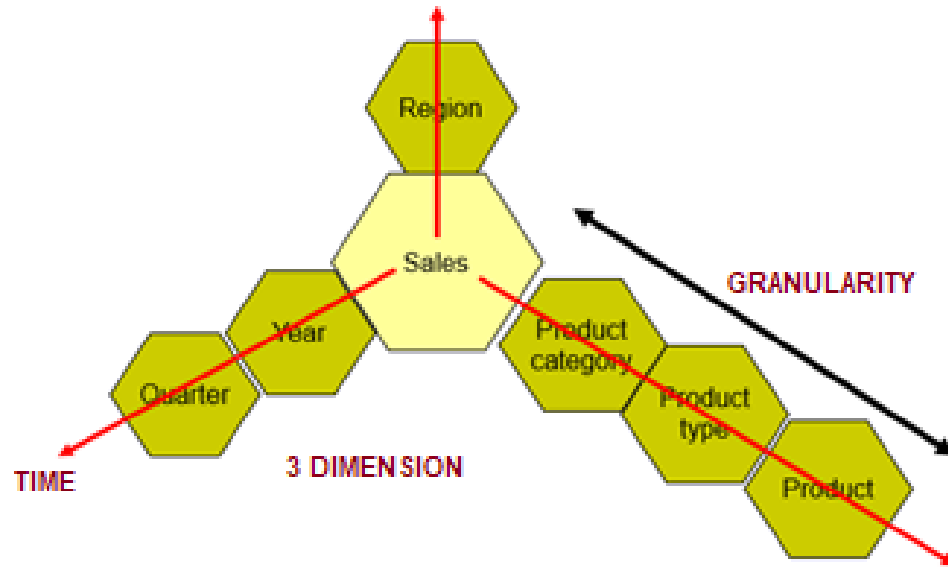 Region
Sales
GRANULARITY
Year
Product
category
Quarter
Product
type
3 DIMENSION
TIME
Product